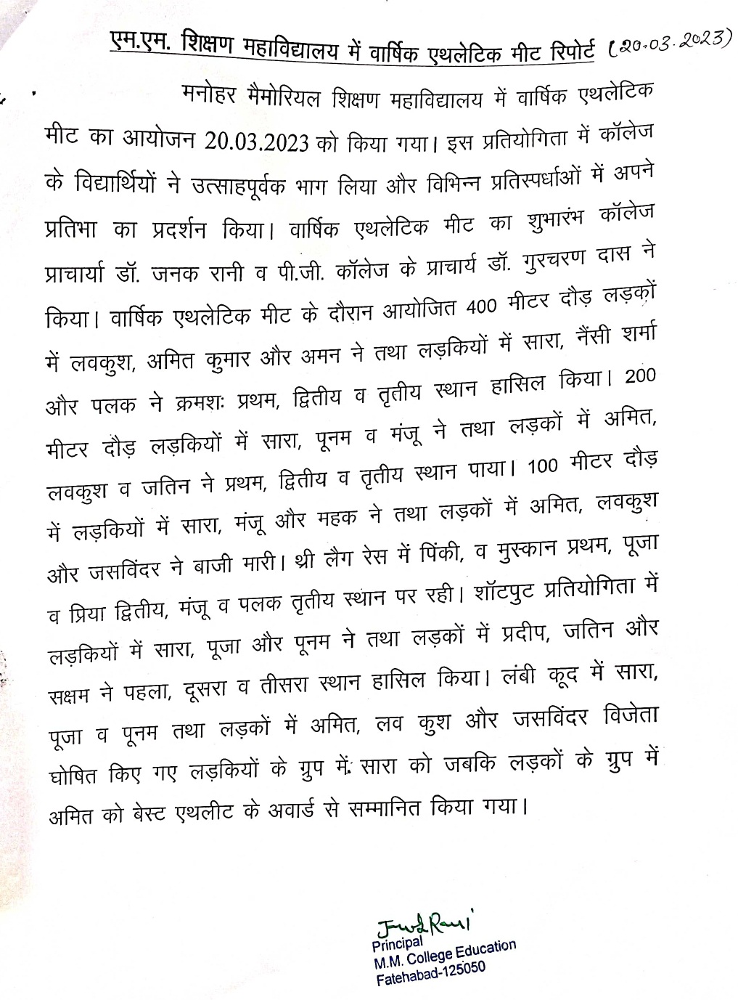 एम.एम. शिक्षण महाविद्यालय में वार्षिक एथलेटिक मीट रिपोर्ट (20.03.2023)
मनोहर मैमोरियल शिक्षण महाविद्यालय में वार्षिक एथलेटिक
मीट का आयोजन 20.03.2023 को किया गया। इस प्रतियोगिता में कॉलेज
के विद्यार्थियों ने उत्साहपूर्वक भाग लिया और विभिन्न प्रतिस्पर्धाओं में अपने
प्रतिभा का प्रदर्शन किया। वार्षिक एथलेटिक मीट का शुभारंभ कॉलेज
प्राचार्या डॉ. जनक रानी व पी.जी. कॉलेज के प्राचार्य डॉ. गुरचरण दास ने
किया। वार्षिक एथलेटिक मीट के दौरान आयोजित 400 मीटर दौड़ लड़कों
में लवकुश, अमित कुमार और अमन ने तथा लड़कियों में सारा, नैंसी शर्मा
और पलक ने क्रमशः प्रथम, द्वितीय व तृतीय स्थान हासिल किया। 200
मीटर दौड़ लड़कियों में सारा, पूनम व मंजू ने तथा लड़कों में अमित,
लवकुश व जतिन ने प्रथम, द्वितीय व तृतीय स्थान पाया। 100 मीटर दौड़
में लड़कियों में सारा, मंजू और महक ने तथा लड़कों में अमित, लवकुश
और जसविंदर ने बाजी मारी। थ्री लैग रेस में पिंकी, व मुस्कान प्रथम, पूजा
व प्रिया द्वितीय, मंजू व पलक तृतीय स्थान पर रही। शॉटपुट प्रतियोगिता में
लड़कियों में सारा, पूजा और पूनम ने तथा लड़कों में प्रदीप, जतिन और
सक्षम ने पहला, दूसरा व तीसरा स्थान हासिल किया। लंबी कूद में सारा,
पूजा व पूनम तथा लड़कों में अमित, लव कुश और जसविंदर विजेता
घोषित किए गए लड़कियों के ग्रुप में सारा को जबकि लड़कों के ग्रुप में
अमित को बेस्ट एथलीट के अवार्ड से सम्मानित किया गया।
Rani
Principal
M.M. College Education
Fatehabad-125050